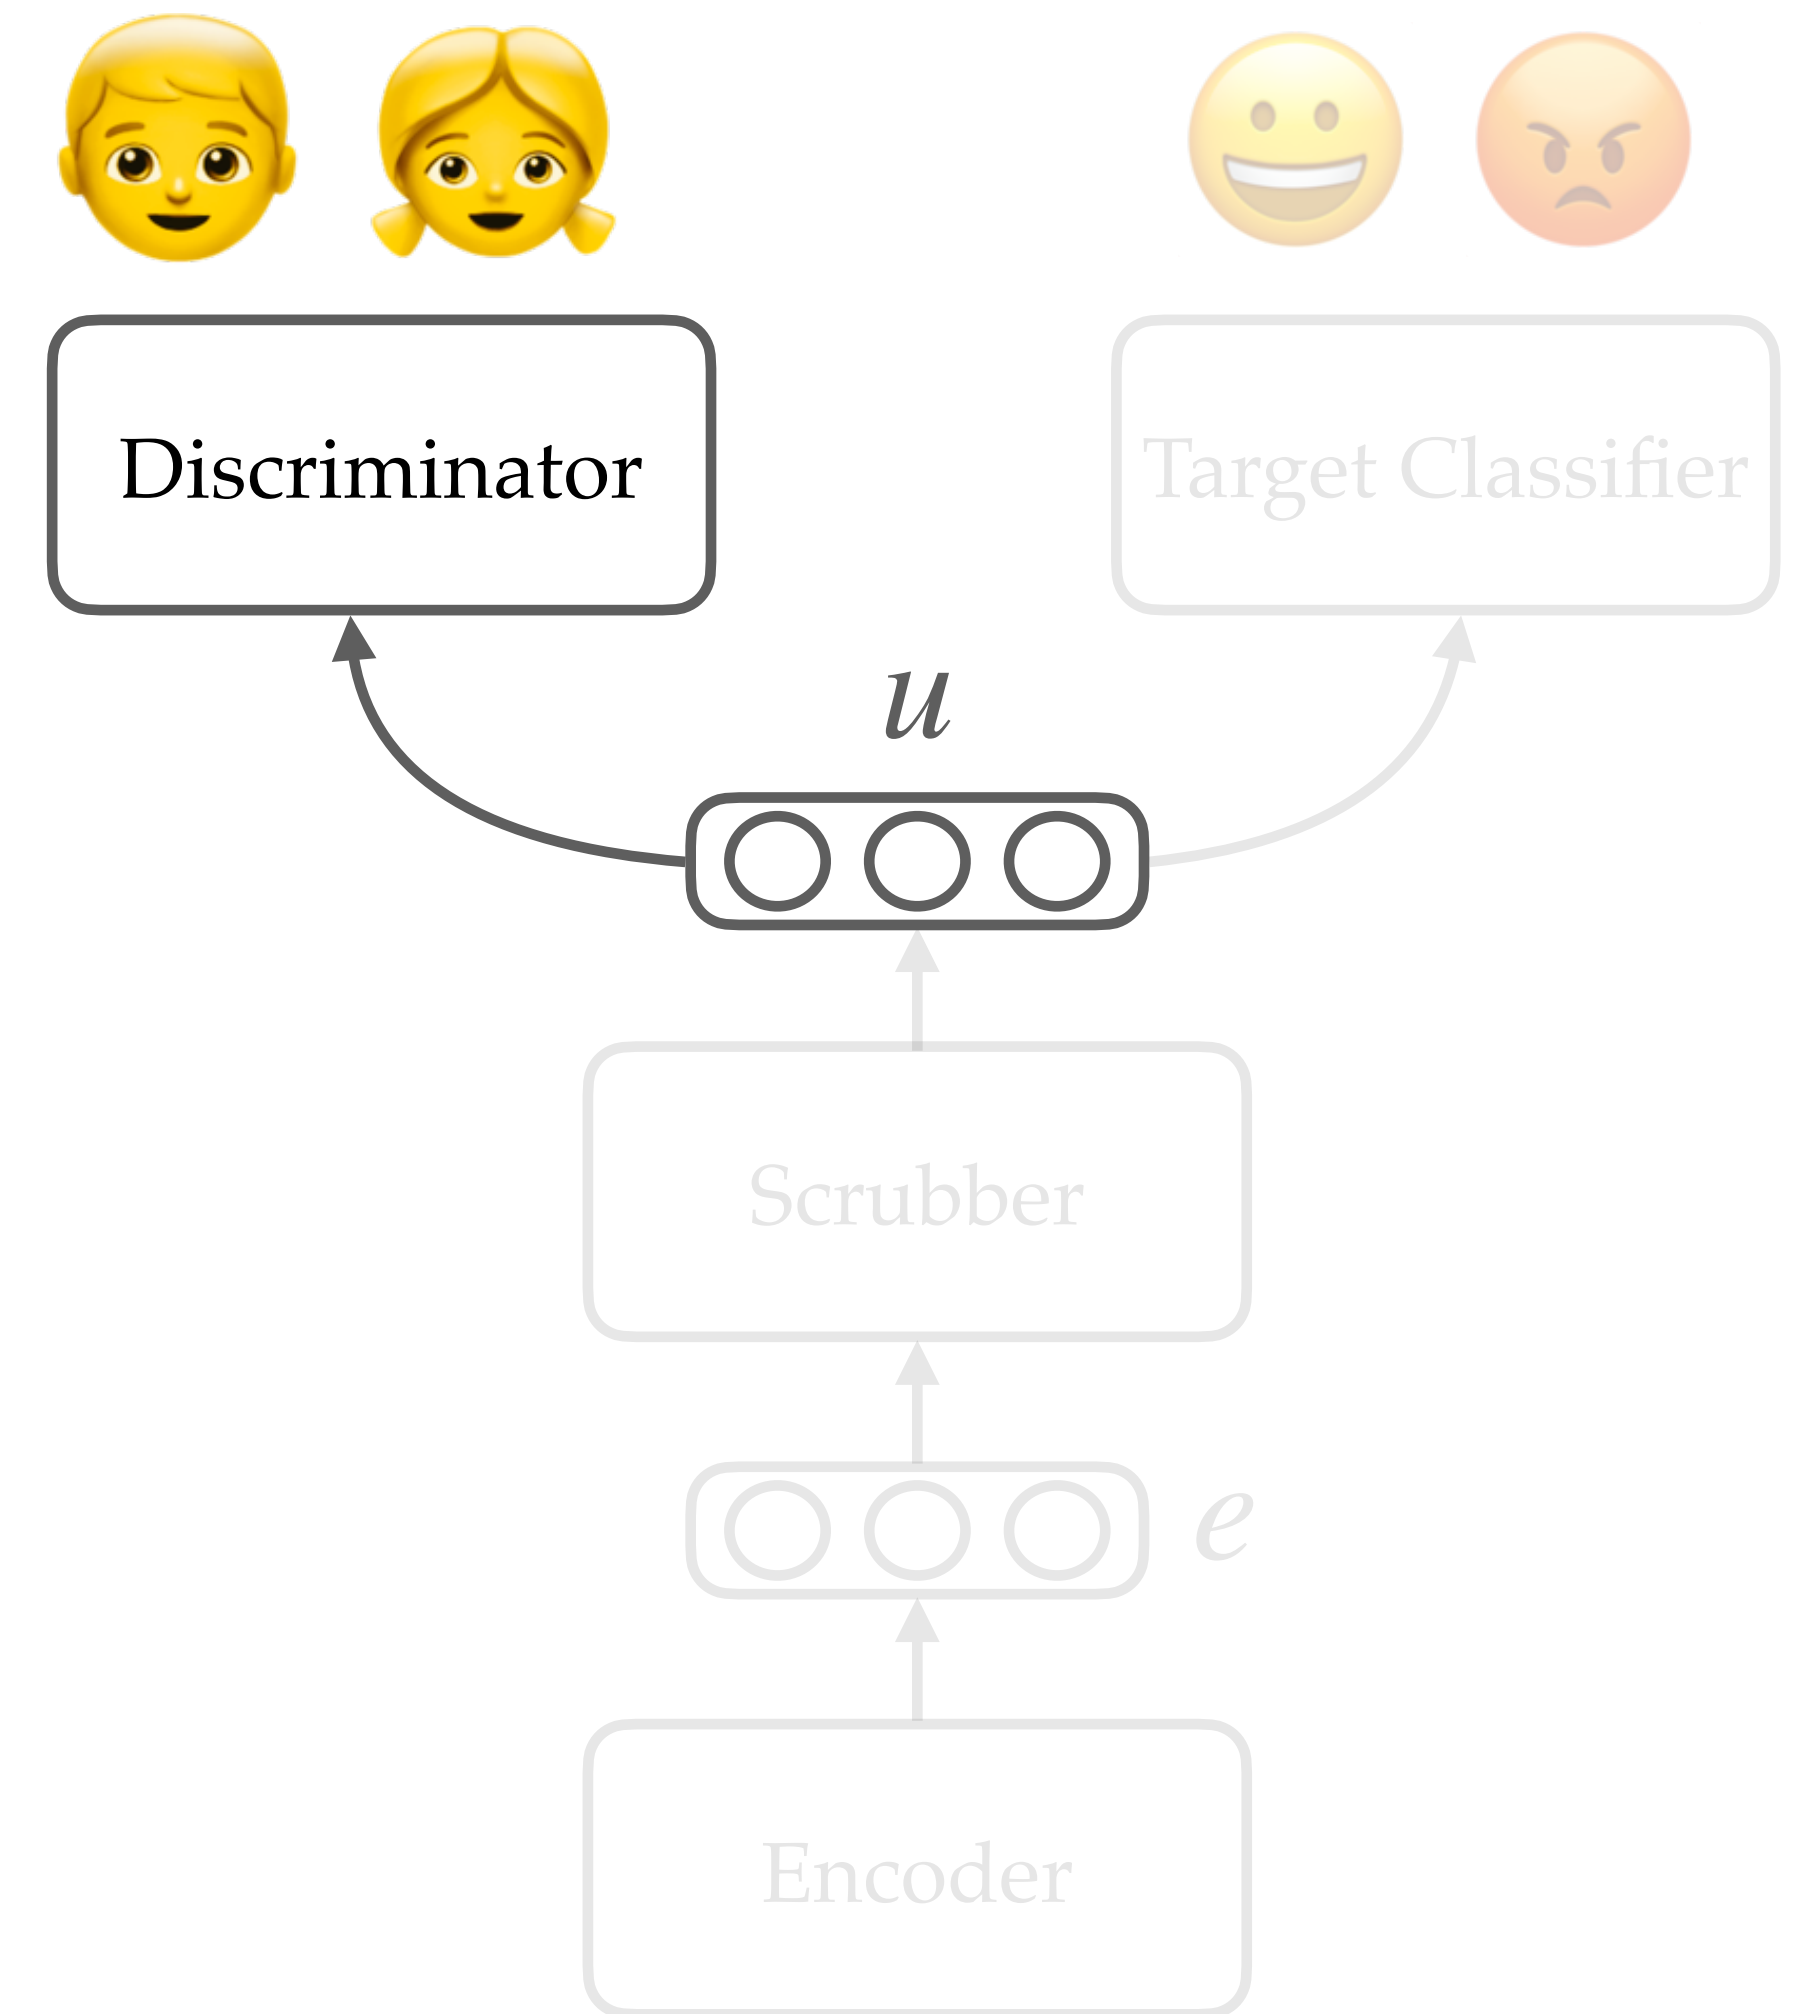 Discriminator
Target Classifier
u
Scrubber
e
Encoder